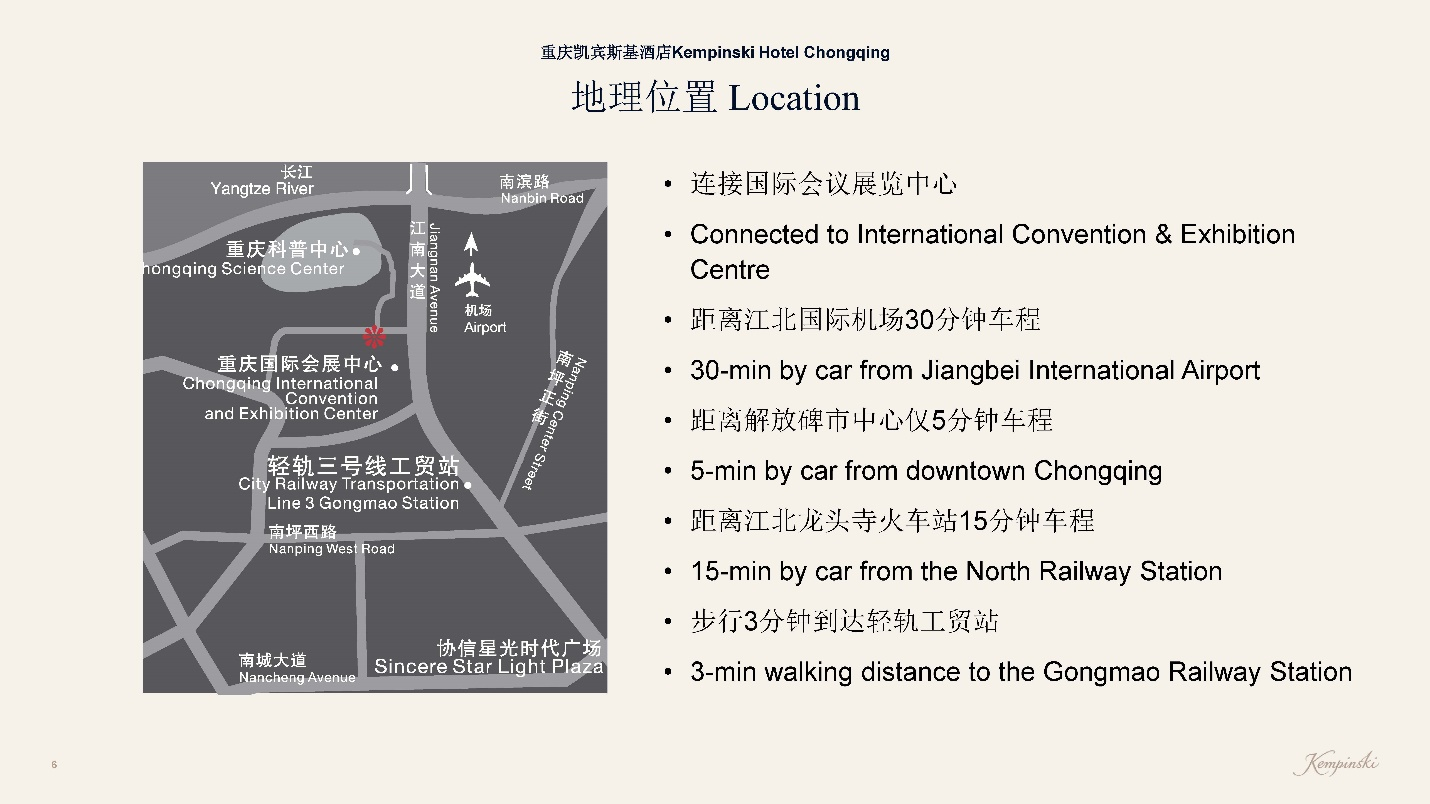 重庆凯宾斯基酒店Kempinski Hotel Chongqing
地理位置 Location
长江
Yangtze River
南滨路
Nanbin Road
江南大道
Jiangnan Avenue
重庆科普中心
hongqing Science Center
机场
Airport
重庆国际会展中心
Chongqing International
Convention
and Exhibition Center
南坪正街
Nanping Center Street
轻轨三号线工贸站
City Railway Transportation
Line 3 Gongmao Station
南坪西路
Nanping West Road
协信星光时代广场
Sincere Star Light Plaza
南城大道
Nancheng Avenue
• 连接国际会议展览中心
• Connected to International Convention & Exhibition
Centre
• 距离江北国际机场30分钟车程
• 30-min by car from Jiangbei International Airport
• 距离解放碑市中心仅5分钟车程
• 5-min by car from downtown Chongqing
• 距离江北龙头寺火车站15分钟车程
• 15-min by car from the North Railway Station
• 步行3分钟到达轻轨工贸站
• 3-min walking distance to the Gongmao Railway Station
6
Kempinski